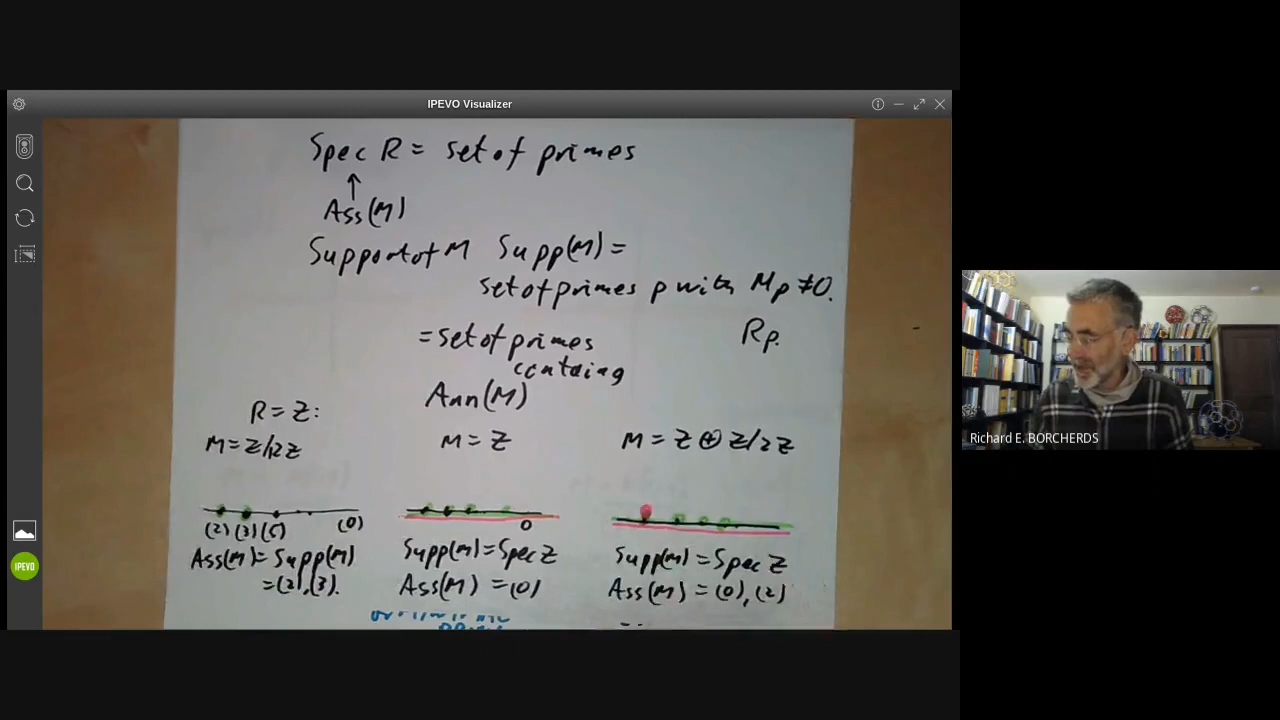 IPEVO Visualizer
Spec R = set of primes
↑
Ass(M)
Support of M Supp(M) =
set of primes p with Mp ≠ 0.
Rp.
= set of primes
containing
Ann(M)
R = Z:
M = Z/12Z
M = Z
M = Z ⊕ Z/2Z
(2) (3) (5) (0)
0
Ass(M) = Supp(M)
= (2), (3).
Supp(M) = Spec Z
Ass(M) = (0)
Supp(M) = Spec Z
Ass(M) = (0), (2)
IPEVO
Richard E. BORCHERDS